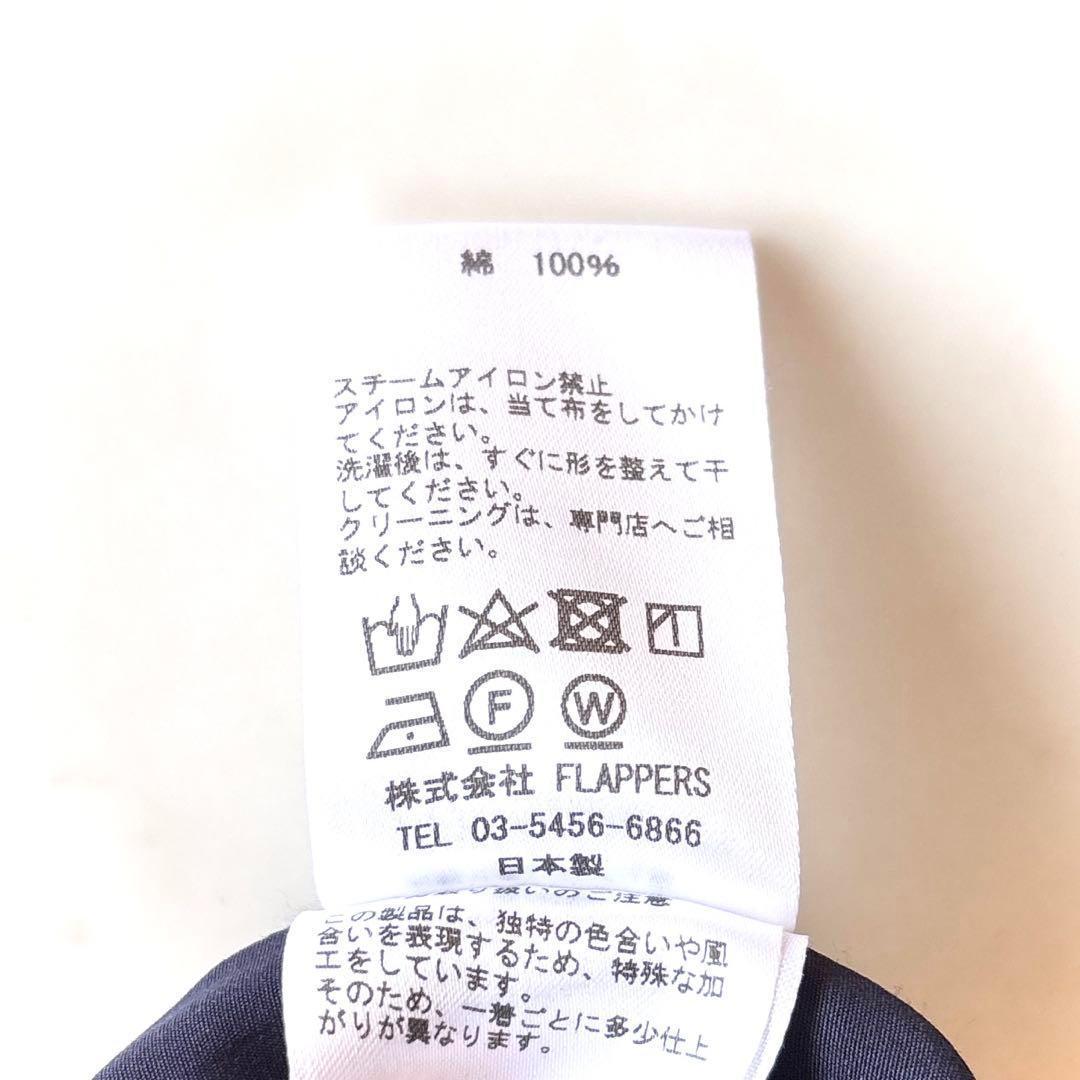 綿 100%
スチームアイロン禁止
アイロンは、当て布をしてかけ
てください。
洗濯後は、すぐに形を整えて干
してください。
クリーニングは、専門店へご相
談ください。
F W
株式会社 FLAPPERS
TEL 03-5456-6866
日本製
扱いのご注意
この製品は、独特の色合いや風
合いを表現するため、特殊な加
工をしています。
そのため、一着ごとに多少仕上
がりが異なります。